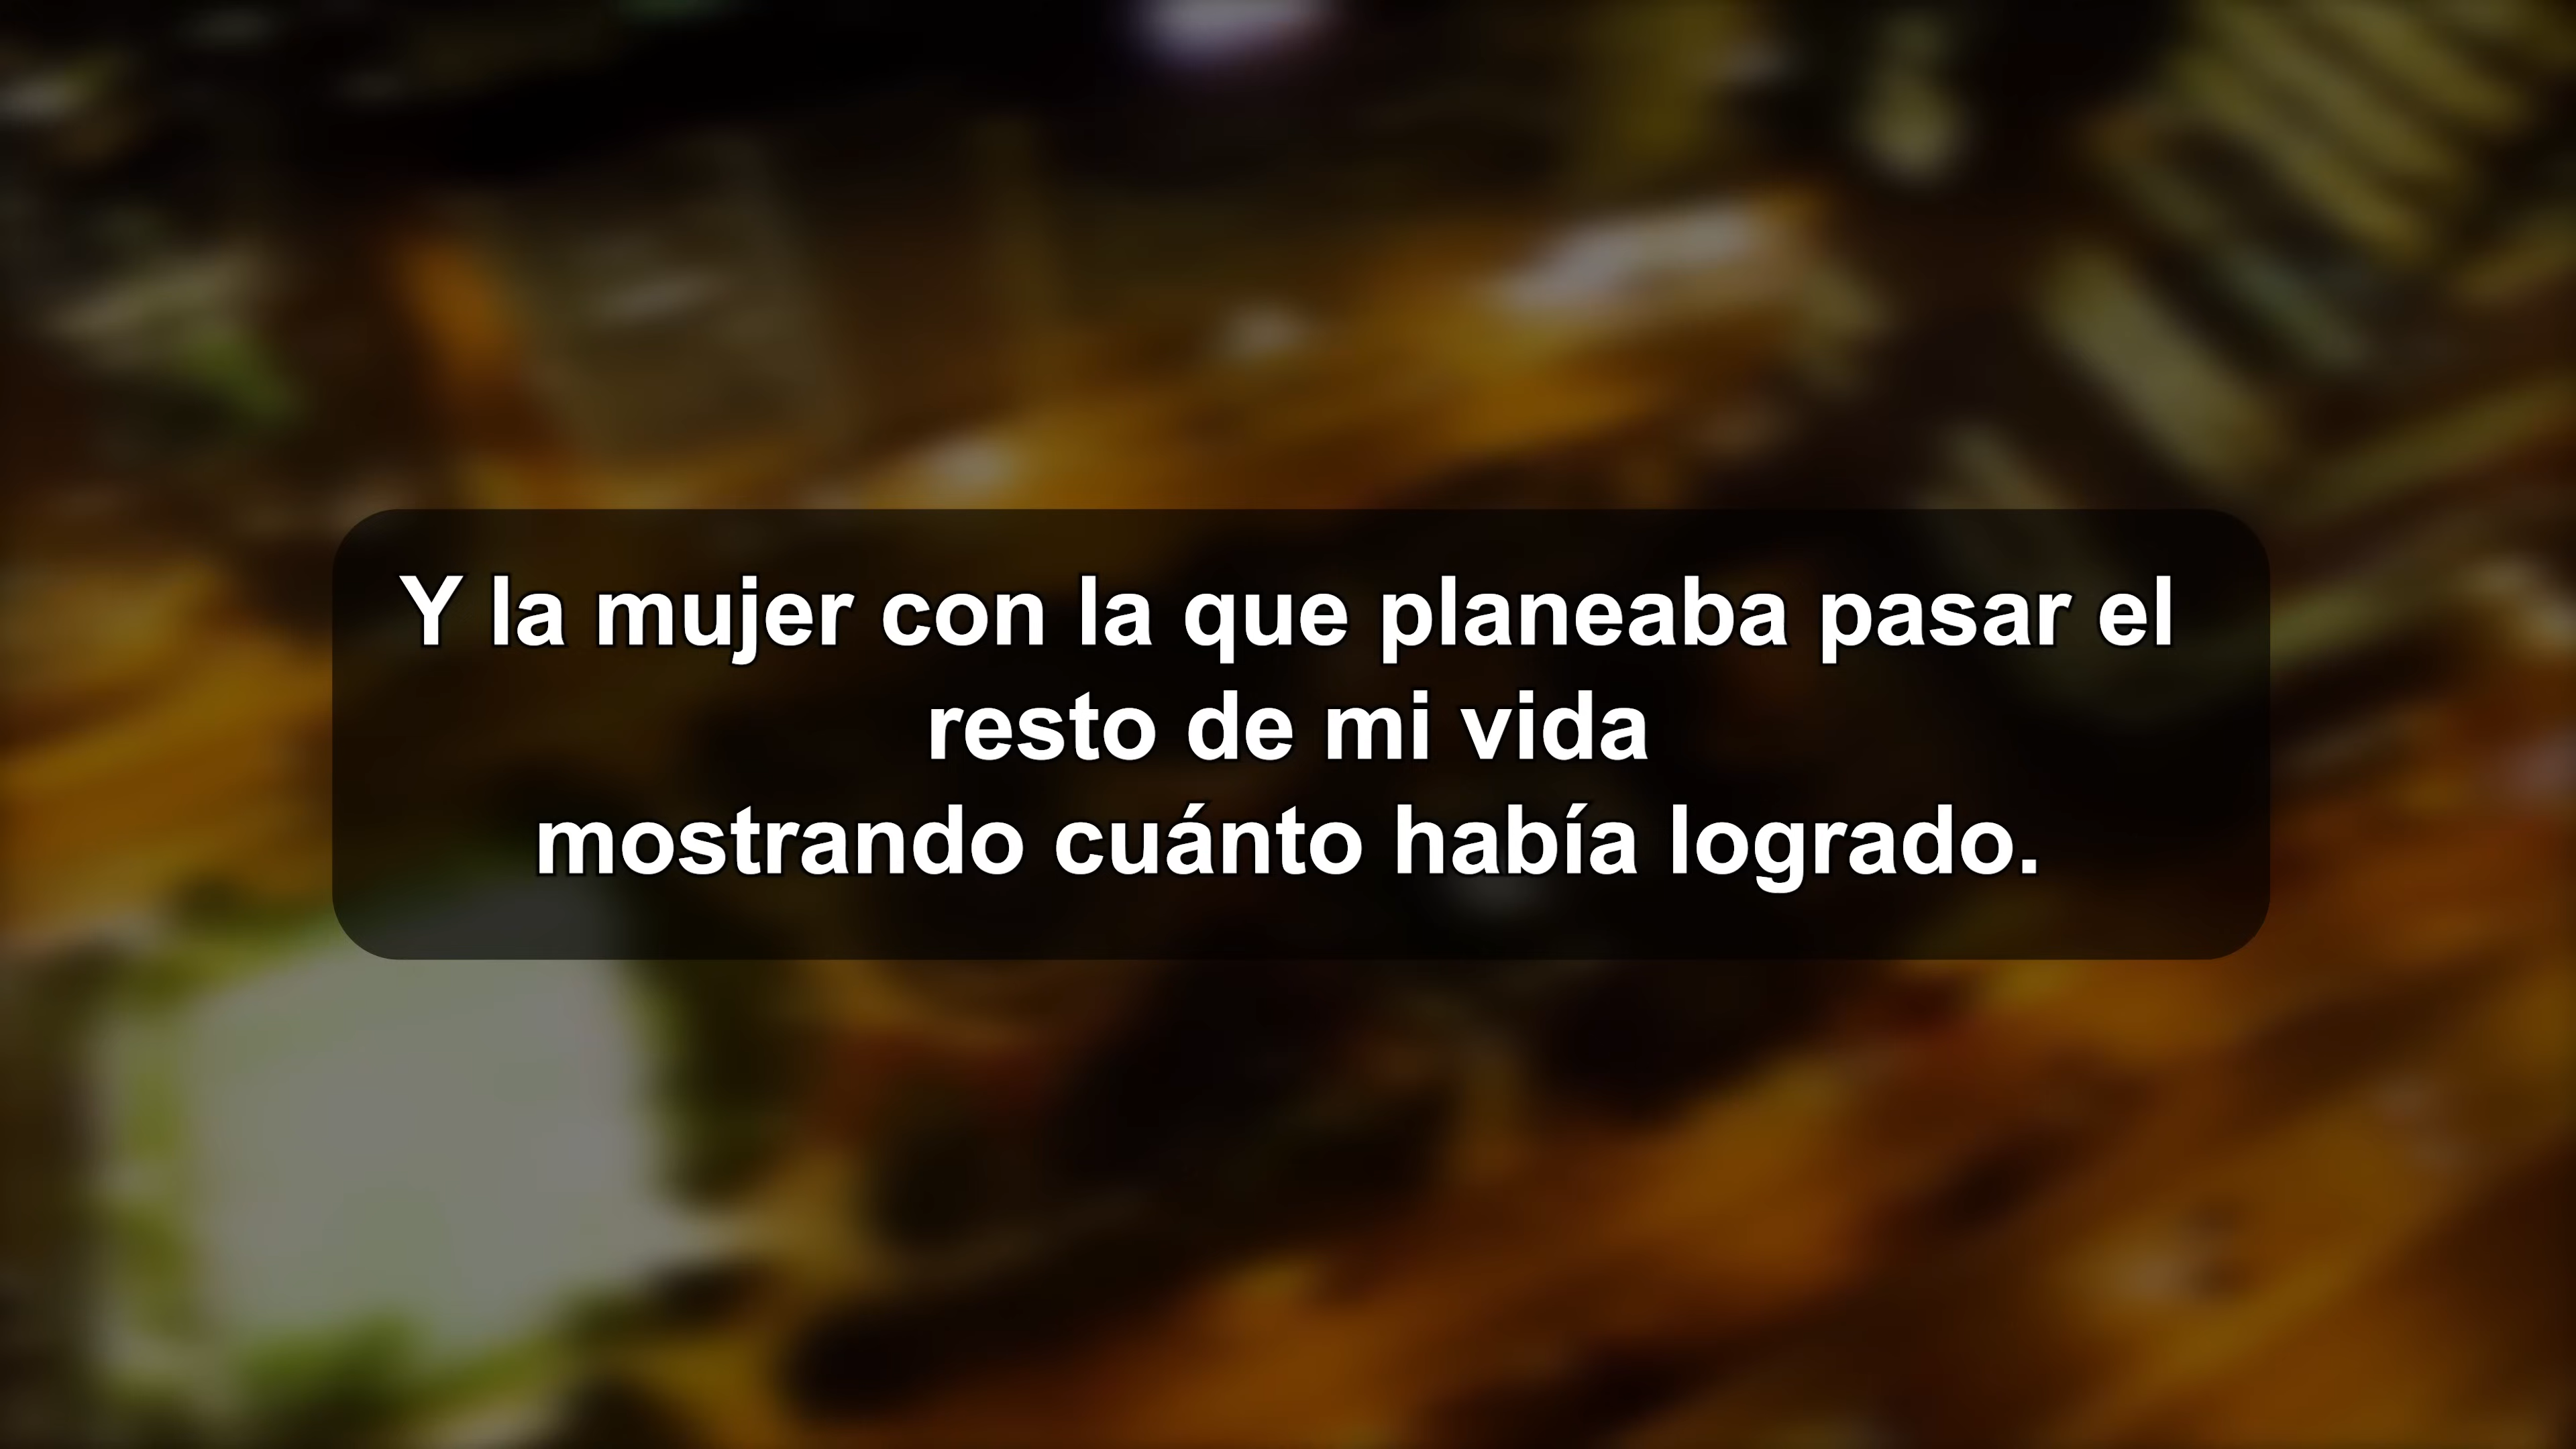 Y la mujer con la que planeaba pasar el
resto de mi vida
mostrando cuánto había logrado.